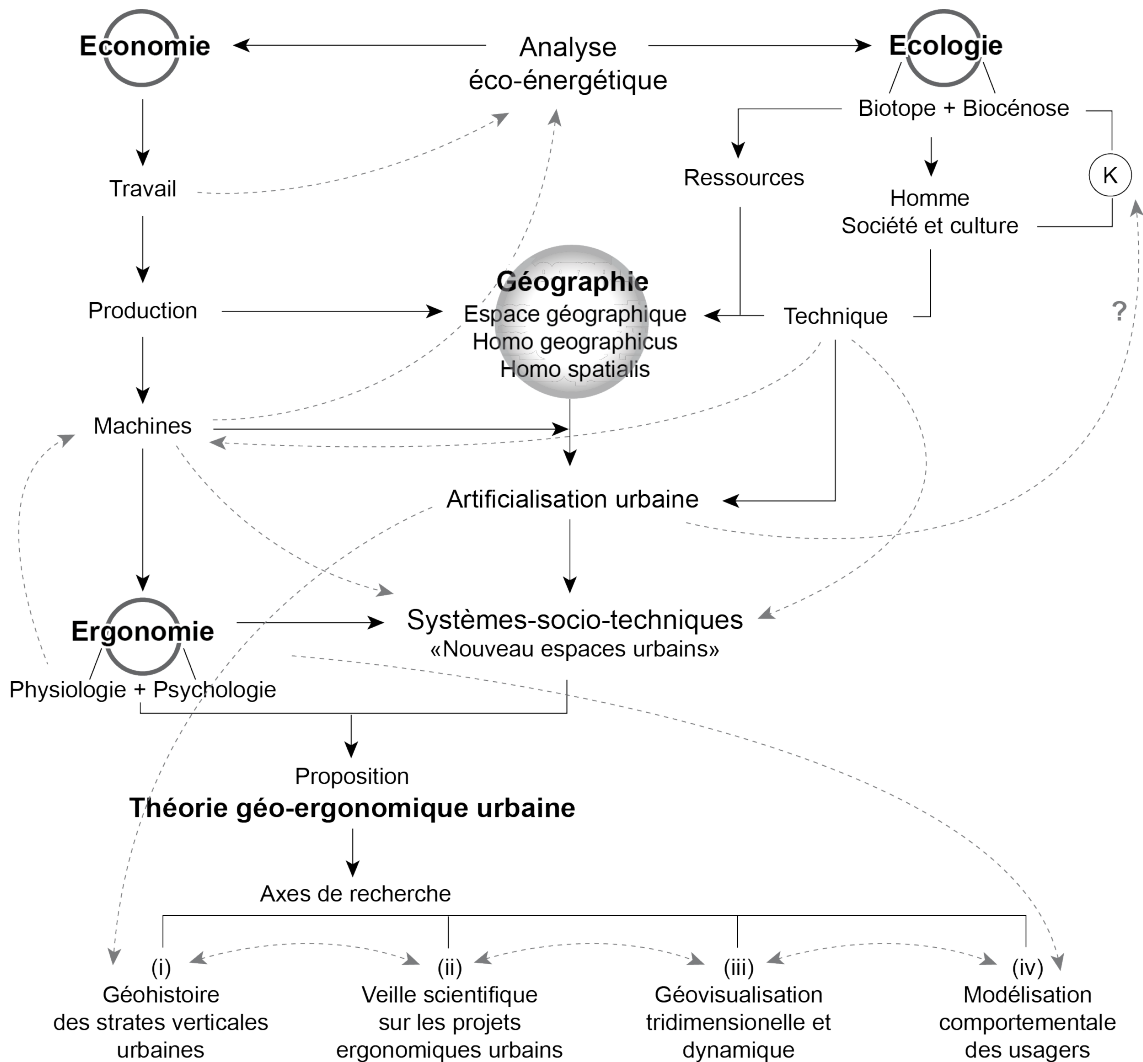 Economie
Analyse
éco-énergétique
Ecologie
Biotope + Biocénose
Travail
Ressources
K
Homme
Société et culture
Géographie
Espace géographique
Homo geographicus
Homo spatialis
Production
Technique
?
Machines
Artificialisation urbaine
Ergonomie
Systèmes-socio-techniques
«Nouveau espaces urbains»
Physiologie + Psychologie
Proposition
Théorie géo-ergonomique urbaine
Axes de recherche
(i)
Géohistoire
des strates verticales
urbaines
(ii)
Veille scientifique
sur les projets
ergonomiques urbains
(iii)
Géovisualisation
tridimensionelle et
dynamique
(iv)
Modélisation
comportementale
des usagers